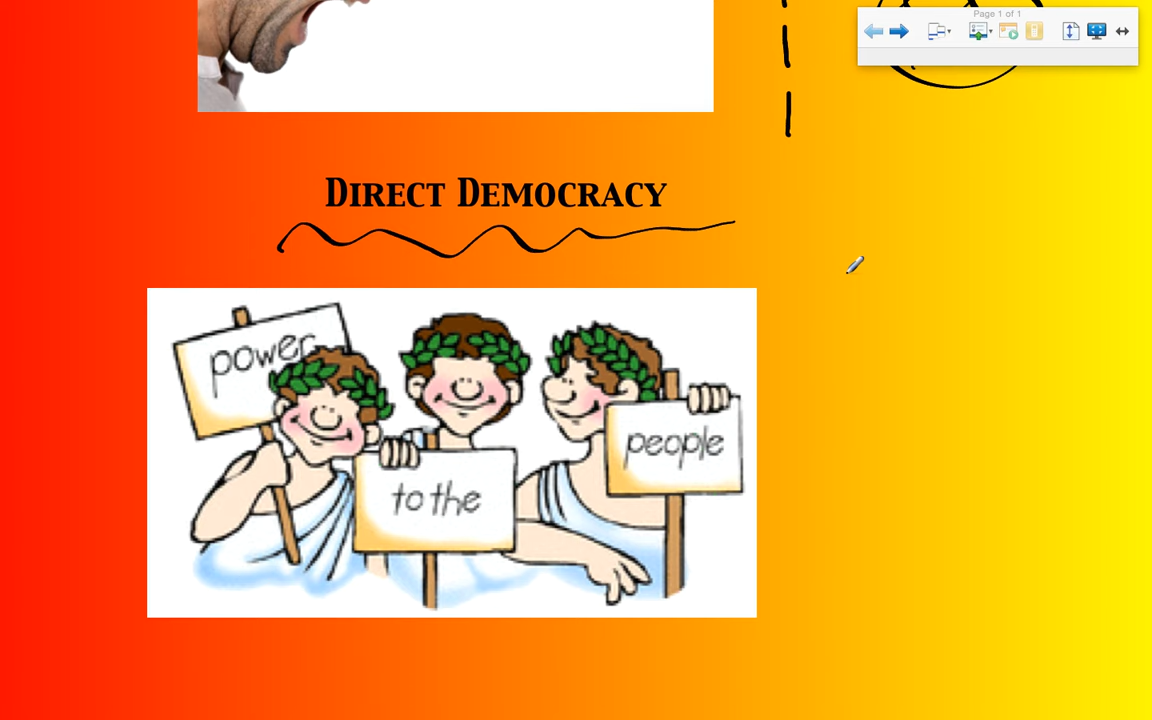 Page 1 of 1
Direct Democracy
power
to the
people